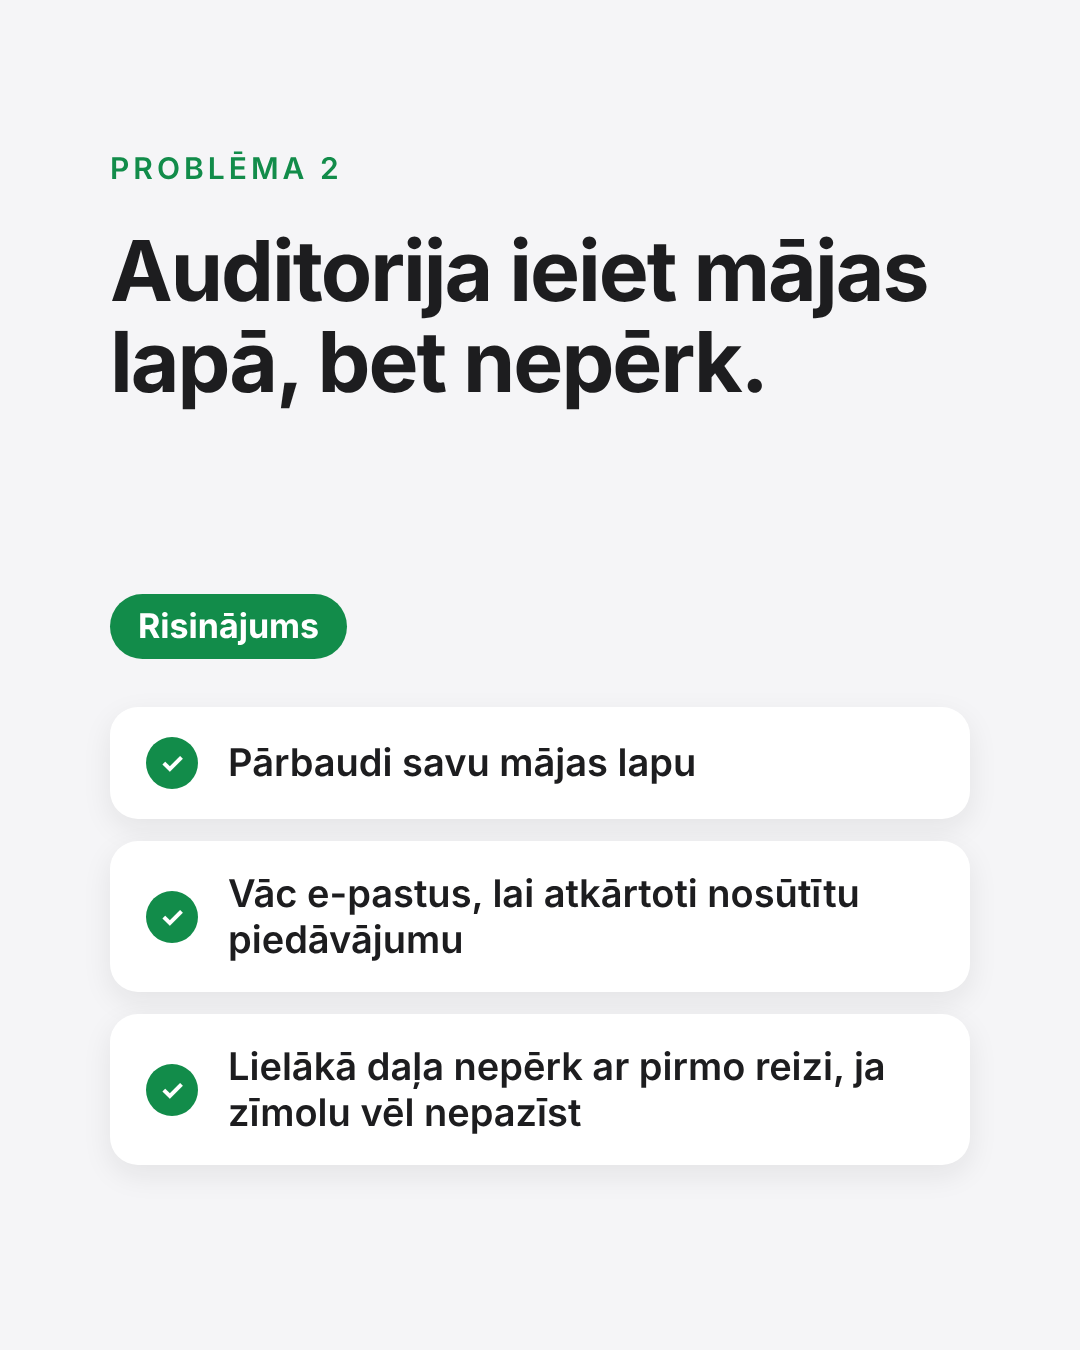 PROBLĒMA 2
Auditorija ieiet mājas
lapā, bet nepērk.
Risinājums
Pārbaudi savu mājas lapu
Vāc e-pastus, lai atkārtoti nosūtītu
piedāvājumu
Lielākā daļa nepērk ar pirmo reizi, ja
zīmolu vēl nepazīst